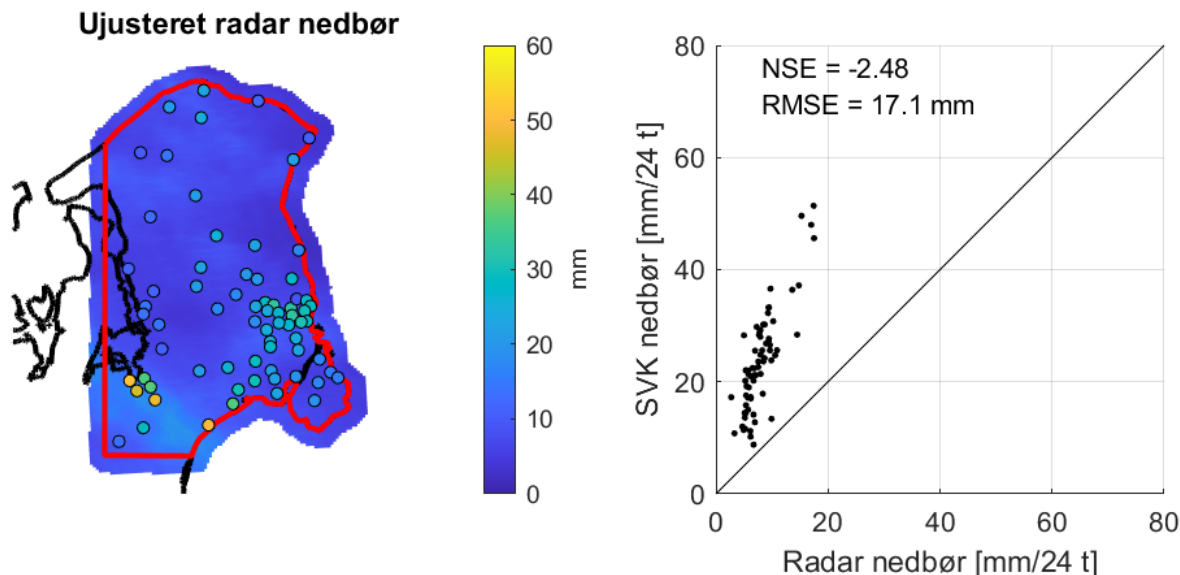 Ujusteret radar nedbør
60
50
40
30
20
10
0
mm
NSE = -2.48
RMSE = 17.1 mm
80
60
40
20
0
SVK nedbør [mm/24 t]
0 20 40 60 80
Radar nedbør [mm/24 t]